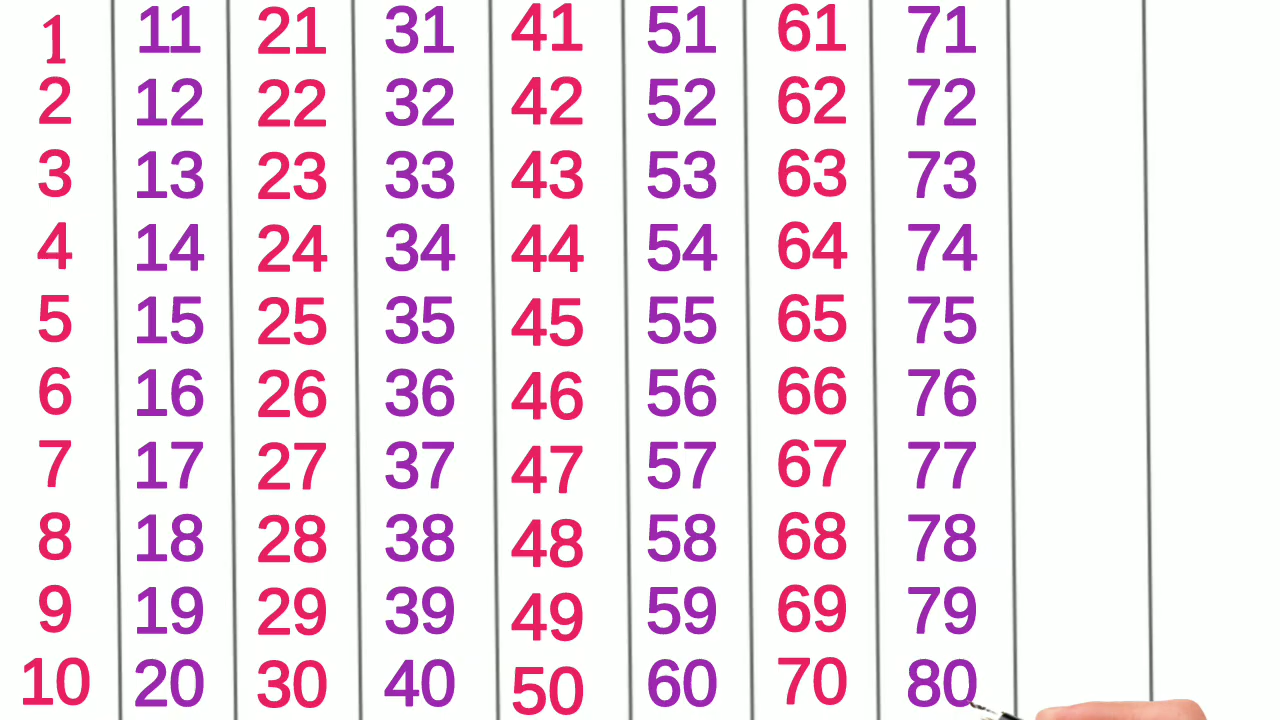 1 11 21 31 41 51 61 71
2 12 22 32 42 52 62 72
3 13 23 33 43 53 63 73
4 14 24 34 44 54 64 74
5 15 25 35 45 55 65 75
6 16 26 36 46 56 66 76
7 17 27 37 47 57 67 77
8 18 28 38 48 58 68 78
9 19 29 39 49 59 69 79
10 20 30 40 50 60 70 80